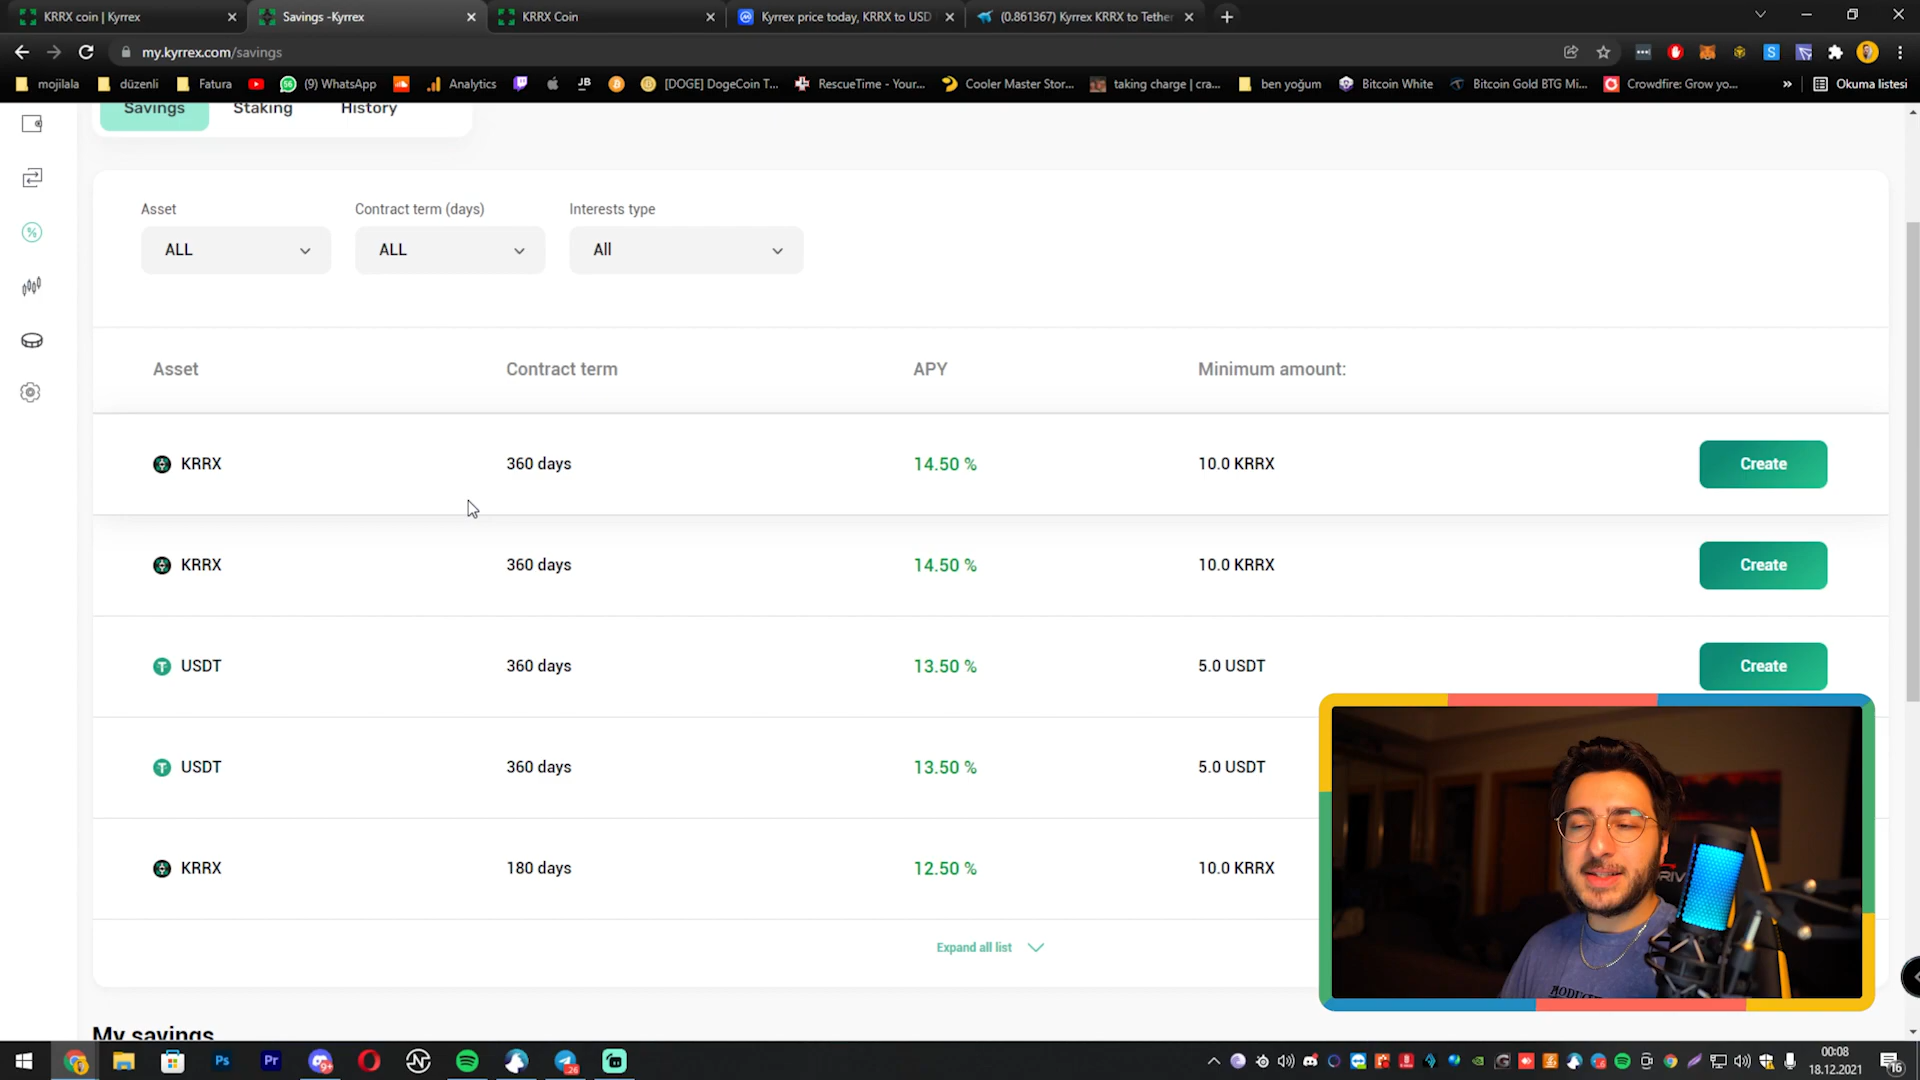 KRRX coin | Kyrrex
Savings -Kyrrex
KRRX Coin
Kyrrex price today, KRRX to USD
(0.861367) Kyrrex KRRX to Tether
my.kyrrex.com/savings
mojilala
düzenli
Fatura
(9) WhatsApp
Analytics
JB
[DOGE] DogeCoin T...
RescueTime - Your...
Cooler Master Stor...
taking charge | cra...
ben yoğum
Bitcoin White
Bitcoin Gold BTG Mi...
Crowdfire: Grow yo...
»
Okuma listesi
Savings
Staking
History
Asset
Contract term (days)
Interests type
ALL
ALL
All
Asset
Contract term
APY
Minimum amount:
KRRX
360 days
14.50 %
10.0 KRRX
Create
KRRX
360 days
14.50 %
10.0 KRRX
Create
USDT
360 days
13.50 %
5.0 USDT
Create
USDT
360 days
13.50 %
5.0 USDT
KRRX
180 days
12.50 %
10.0 KRRX
Expand all list
My savings
Ps
Pr
26
00:08
18.12.2021
16